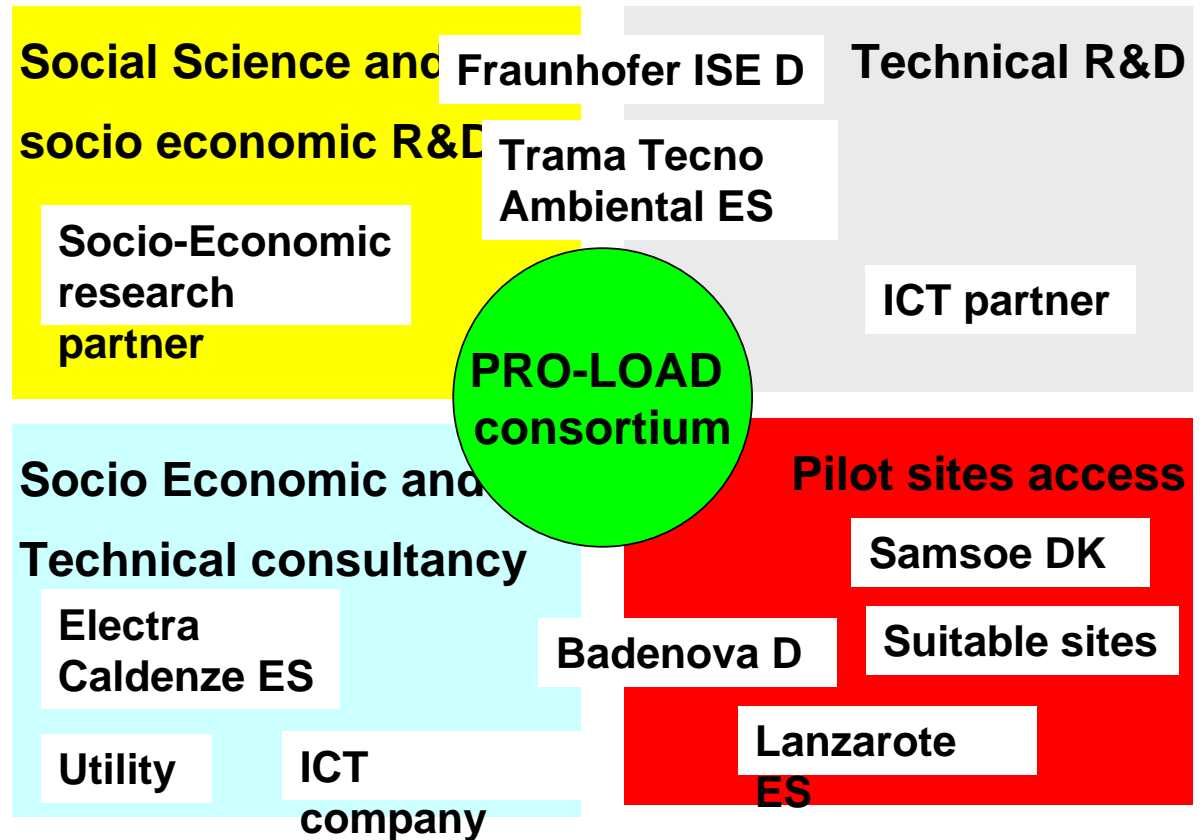 Social Science and
socio economic R&D
Fraunhofer ISE D
Technical R&D
Trama Tecno
Ambiental ES
Socio-Economic
research
partner
ICT partner
PRO-LOAD
consortium
Socio Economic and
Technical consultancy
Pilot sites access
Samsoe DK
Electra
Caldenze ES
Badenova D
Suitable sites
Utility
ICT
company
Lanzarote
ES